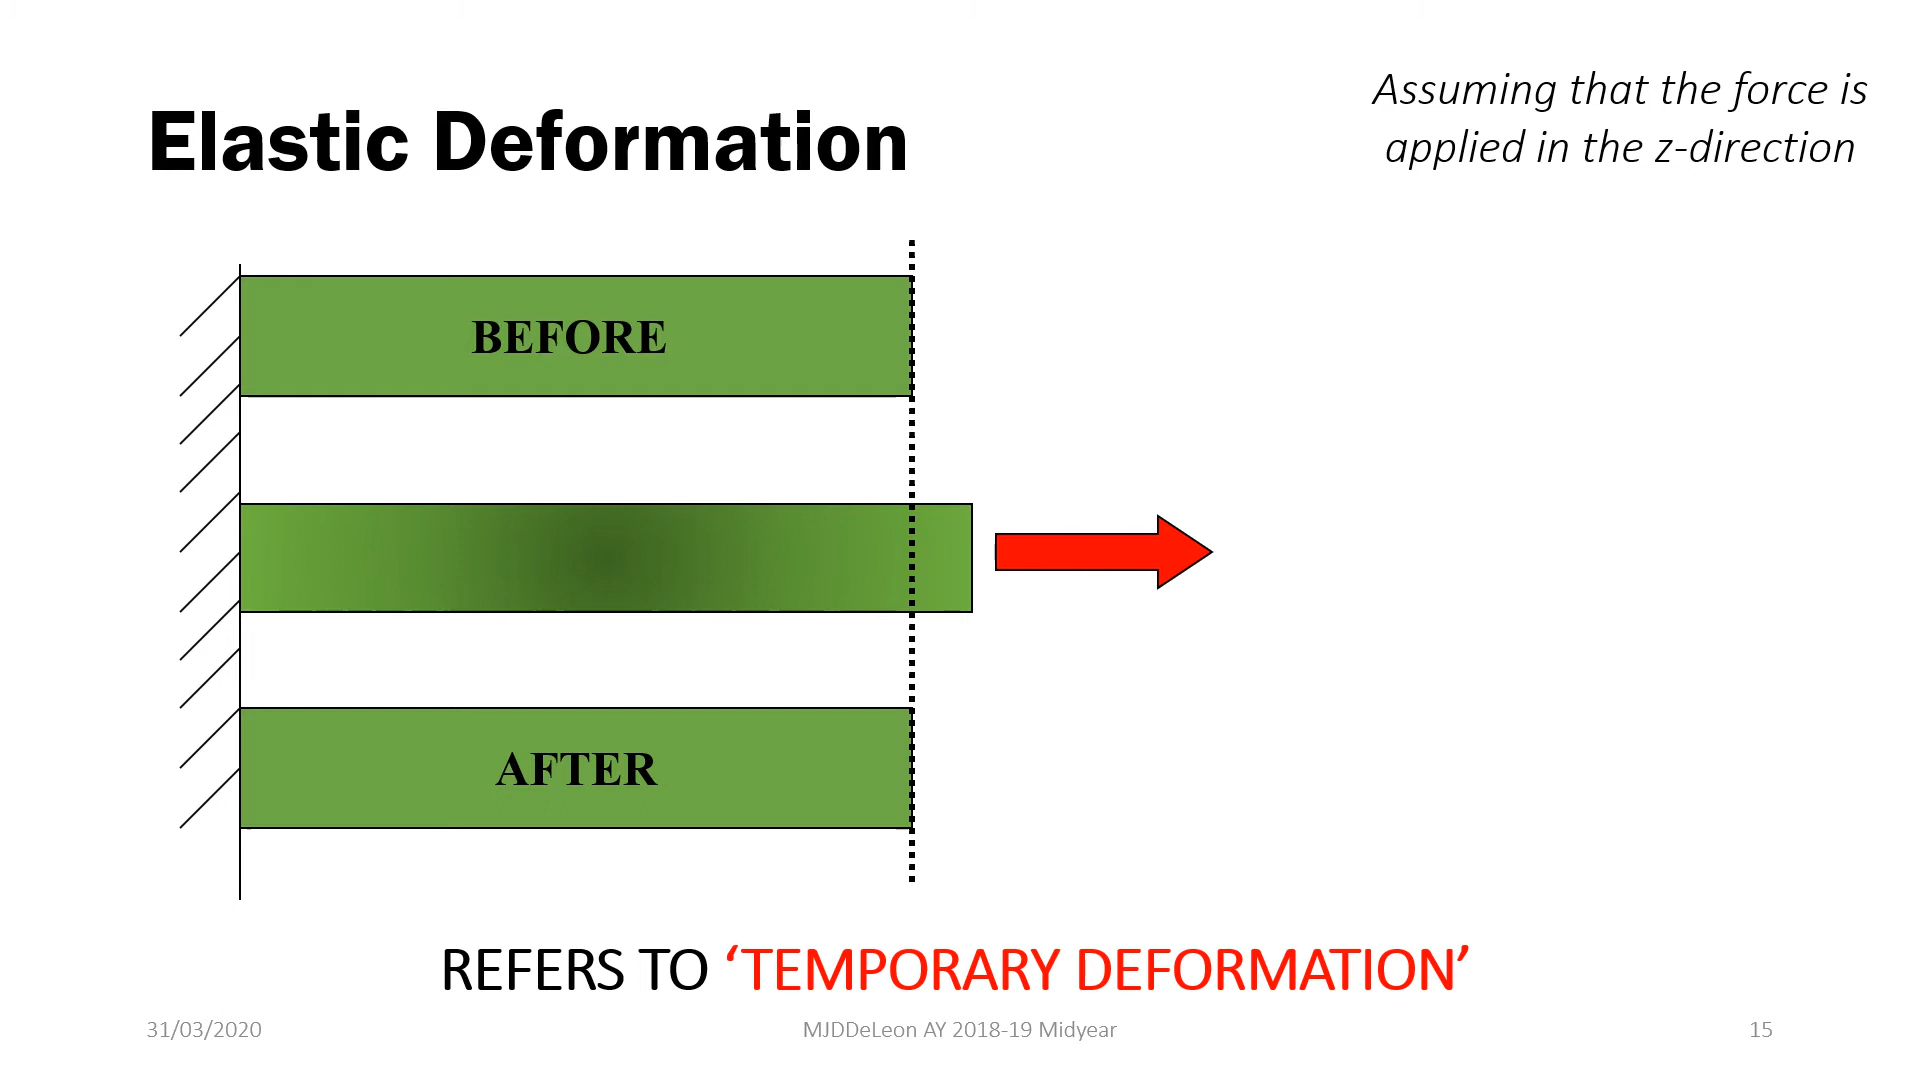 Assuming that the force is
applied in the z-direction
Elastic Deformation
BEFORE
AFTER
REFERS TO ‘TEMPORARY DEFORMATION’
31/03/2020
MJDDeLeon AY 2018-19 Midyear
15